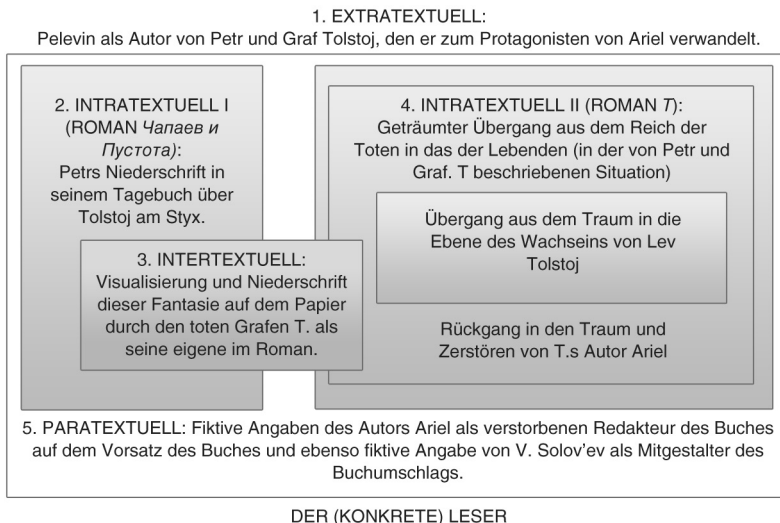 1. EXTRATEXTUELL:
Pelevin als Autor von Petr und Graf Tolstoj, den er zum Protagonisten von Ariel verwandelt.
2. INTRATEXTUELL I
(ROMAN Чапаев и
Пустота):
Petrs Niederschrift in
seinem Tagebuch über
Tolstoj am Styx.
3. INTERTEXTUELL:
Visualisierung und Niederschrift
dieser Fantasie auf dem Papier
durch den toten Grafen T. als
seine eigene im Roman.
4. INTRATEXTUELL II (ROMAN T):
Geträumter Übergang aus dem Reich der
Toten in das der Lebenden (in der von Petr und
Graf. T beschriebenen Situation)
Übergang aus dem Traum in die
Ebene des Wachseins von Lev
Tolstoj
Rückgang in den Traum und
Zerstören von T.s Autor Ariel
5. PARATEXTUELL: Fiktive Angaben des Autors Ariel als verstorbenen Redakteur des Buches
auf dem Vorsatz des Buches und ebenso fiktive Angabe von V. Solov'ev als Mitgestalter des
Buchumschlags.
DER (KONKRETE) LESER